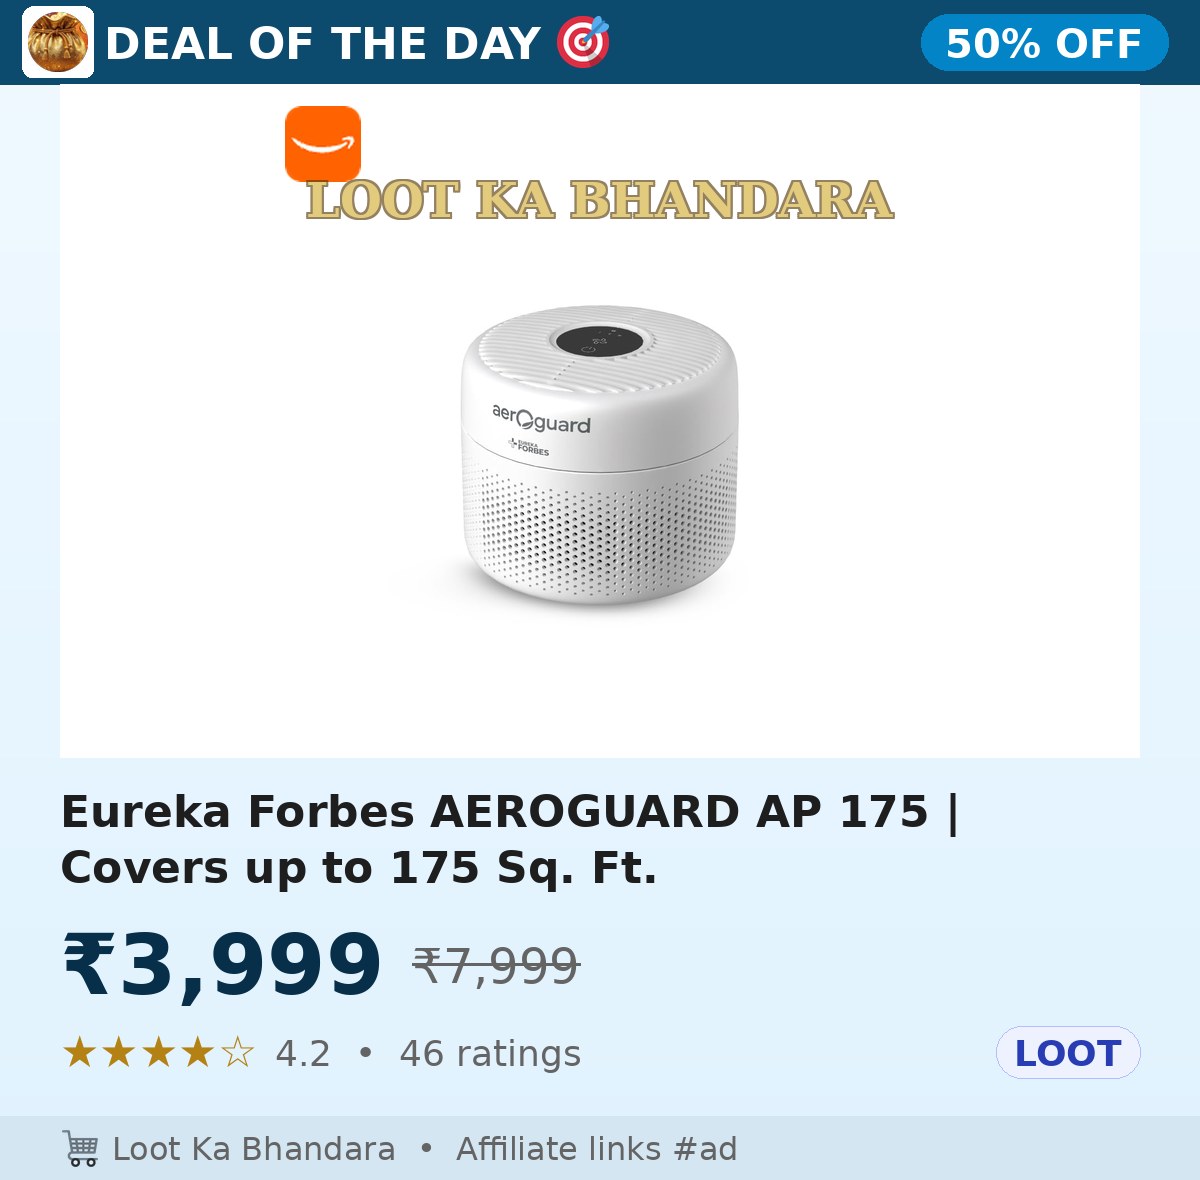 DEAL OF THE DAY 🎯
50% OFF
LOOT KA BHANDARA
aeroguard
EUREKA
FORBES
Eureka Forbes AEROGUARD AP 175 |
Covers up to 175 Sq. Ft.
₹3,999 ₹7,999
★★★★☆ 4.2 • 46 ratings
LOOT
Loot Ka Bhandara • Affiliate links #ad